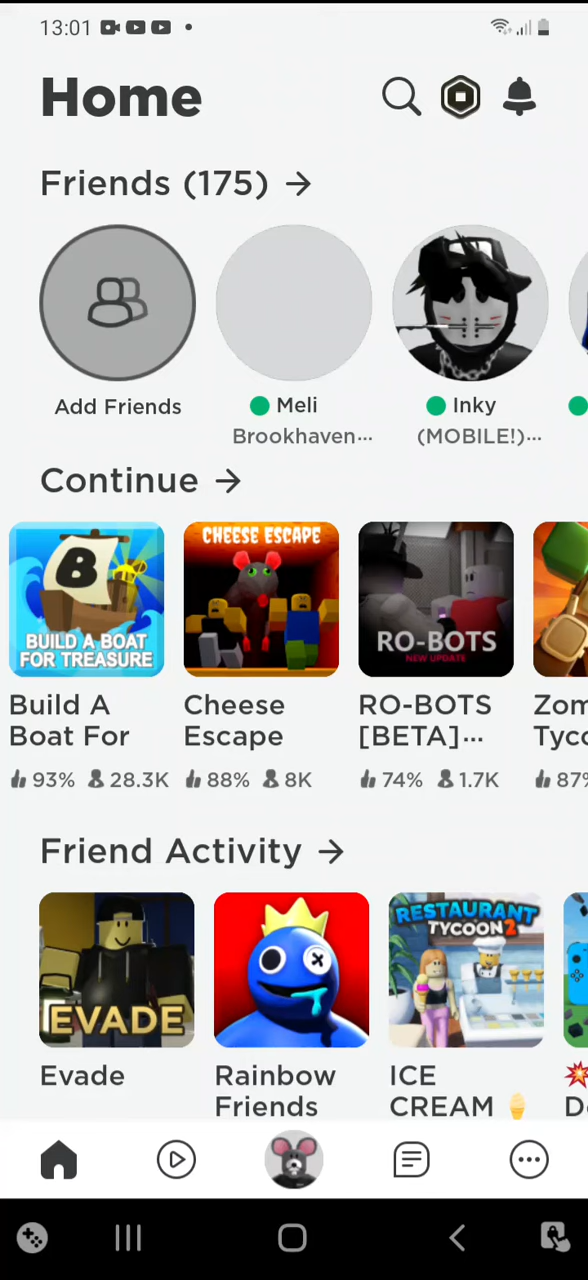 13:01
Home
Friends (175) →
Add Friends
Meli
Brookhaven...
Inky
(MOBILE!)...
Continue →
B
BUILD A BOAT
FOR TREASURE
CHEESE ESCAPE
RO-BOTS
NEW UPDATE
Build A
Boat For
93% 28.3K
Cheese
Escape
88% 8K
RO-BOTS
[BETA]...
74% 1.7K
Zom
Tyco
87%
Friend Activity →
EVADE
RESTAURANT
TYCOON 2
Evade
Rainbow
Friends
ICE
CREAM 🍦
💥
D